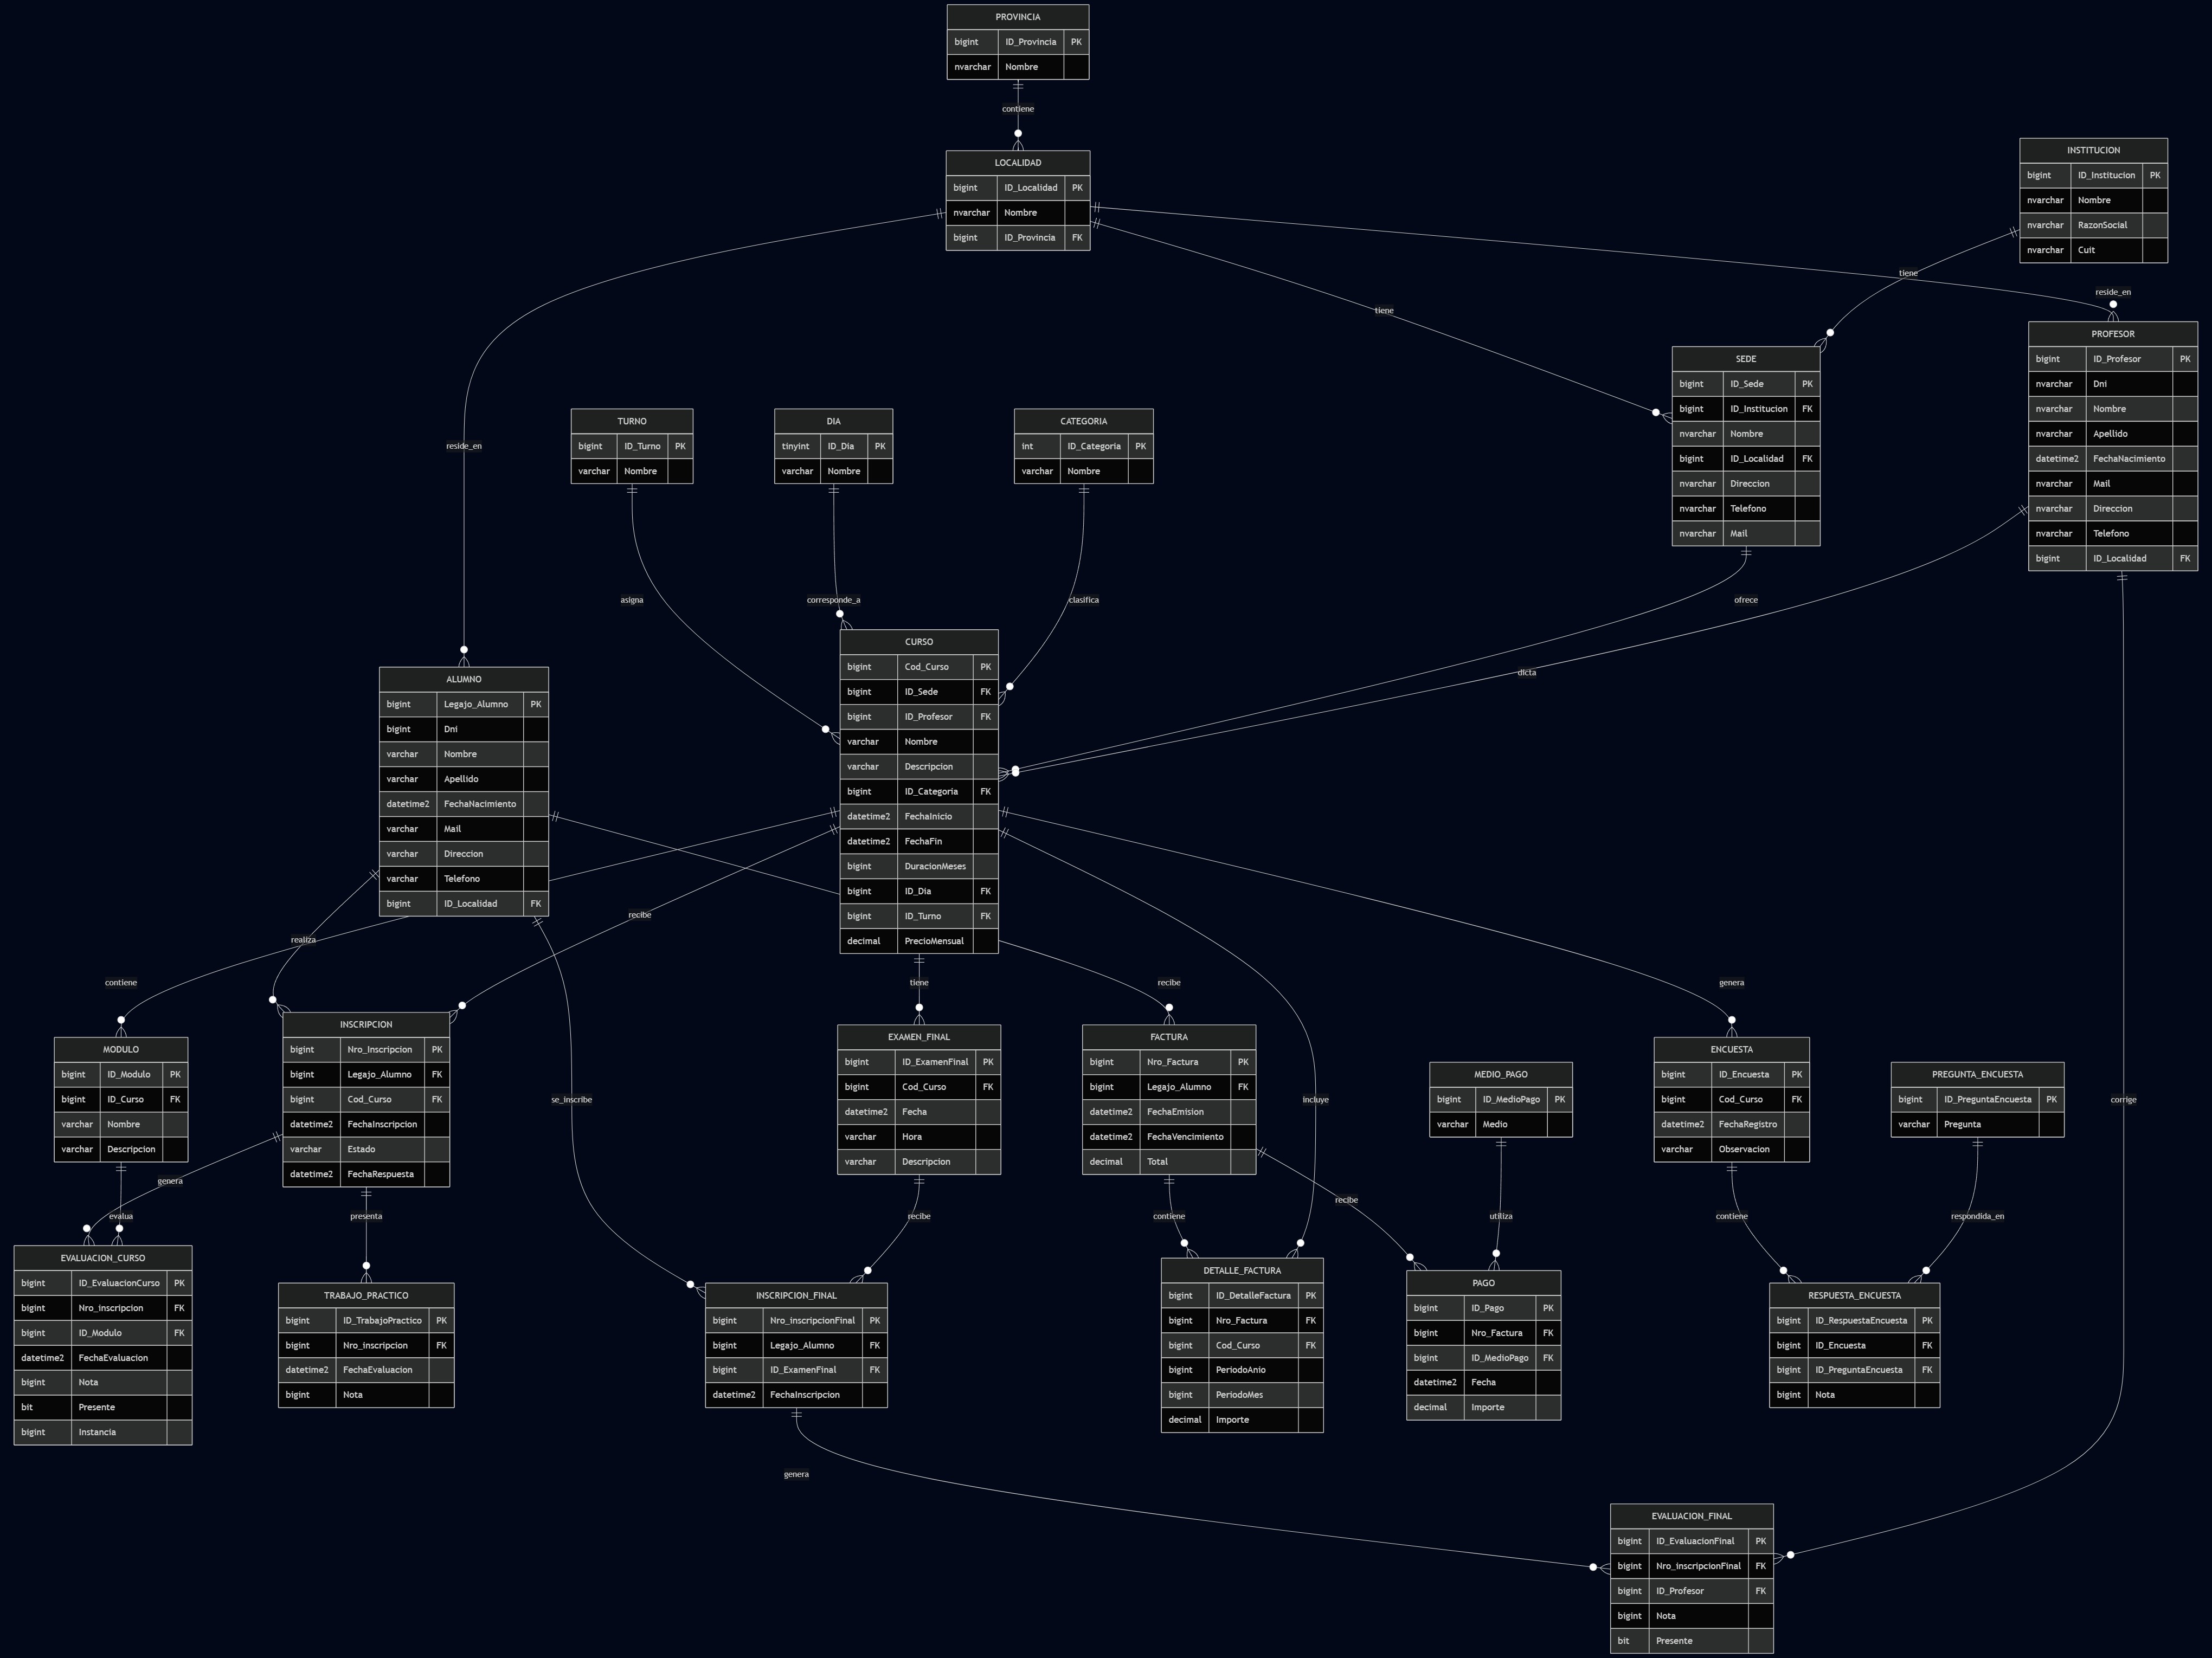 PROVINCIA
bigint ID_Provincia PK
nvarchar Nombre
contiene
LOCALIDAD
bigint ID_Localidad PK
nvarchar Nombre
bigint ID_Provincia FK
INSTITUCION
bigint ID_Institucion PK
nvarchar Nombre
nvarchar RazonSocial
nvarchar Cuit
tiene
reside_en
tiene
PROFESOR
bigint ID_Profesor PK
nvarchar Dni
nvarchar Nombre
nvarchar Apellido
datetime2 FechaNacimiento
nvarchar Mail
nvarchar Direccion
nvarchar Telefono
bigint ID_Localidad FK
SEDE
bigint ID_Sede PK
bigint ID_Institucion FK
nvarchar Nombre
bigint ID_Localidad FK
nvarchar Direccion
nvarchar Telefono
nvarchar Mail
reside_en
TURNO
bigint ID_Turno PK
varchar Nombre
DIA
tinyint ID_Dia PK
varchar Nombre
CATEGORIA
int ID_Categoria PK
varchar Nombre
asigna
corresponde_a
clasifica
ofrece
dicta
CURSO
bigint Cod_Curso PK
bigint ID_Sede FK
bigint ID_Profesor FK
varchar Nombre
varchar Descripcion
bigint ID_Categoria FK
datetime2 FechaInicio
datetime2 FechaFin
bigint DuracionMeses
bigint ID_Dia FK
bigint ID_Turno FK
decimal PrecioMensual
ALUMNO
bigint Legajo_Alumno PK
bigint Dni
varchar Nombre
varchar Apellido
datetime2 FechaNacimiento
varchar Mail
varchar Direccion
varchar Telefono
bigint ID_Localidad FK
realiza
recibe
contiene
tiene
recibe
genera
MODULO
bigint ID_Modulo PK
bigint ID_Curso FK
varchar Nombre
varchar Descripcion
INSCRIPCION
bigint Nro_Inscripcion PK
bigint Legajo_Alumno FK
bigint Cod_Curso FK
datetime2 FechaInscripcion
varchar Estado
datetime2 FechaRespuesta
se_inscribe
EXAMEN_FINAL
bigint ID_ExamenFinal PK
bigint Cod_Curso FK
datetime2 Fecha
varchar Hora
varchar Descripcion
FACTURA
bigint Nro_Factura PK
bigint Legajo_Alumno FK
datetime2 FechaEmision
datetime2 FechaVencimiento
decimal Total
incluye
MEDIO_PAGO
bigint ID_MedioPago PK
varchar Medio
ENCUESTA
bigint ID_Encuesta PK
bigint Cod_Curso FK
datetime2 FechaRegistro
varchar Observacion
PREGUNTA_ENCUESTA
bigint ID_PreguntaEncuesta PK
varchar Pregunta
corrige
genera
evalua
presenta
recibe
contiene
recibe
utiliza
contiene
respondida_en
EVALUACION_CURSO
bigint ID_EvaluacionCurso PK
bigint Nro_inscripcion FK
bigint ID_Modulo FK
datetime2 FechaEvaluacion
bigint Nota
bit Presente
bigint Instancia
TRABAJO_PRACTICO
bigint ID_TrabajoPractico PK
bigint Nro_inscripcion FK
datetime2 FechaEvaluacion
bigint Nota
INSCRIPCION_FINAL
bigint Nro_inscripcionFinal PK
bigint Legajo_Alumno FK
bigint ID_ExamenFinal FK
datetime2 FechaInscripcion
DETALLE_FACTURA
bigint ID_DetalleFactura PK
bigint Nro_Factura FK
bigint Cod_Curso FK
bigint PeriodoAnio
bigint PeriodoMes
decimal Importe
PAGO
bigint ID_Pago PK
bigint Nro_Factura FK
bigint ID_MedioPago FK
datetime2 Fecha
decimal Importe
RESPUESTA_ENCUESTA
bigint ID_RespuestaEncuesta PK
bigint ID_Encuesta FK
bigint ID_PreguntaEncuesta FK
bigint Nota
genera
EVALUACION_FINAL
bigint ID_EvaluacionFinal PK
bigint Nro_inscripcionFinal FK
bigint ID_Profesor FK
bigint Nota
bit Presente